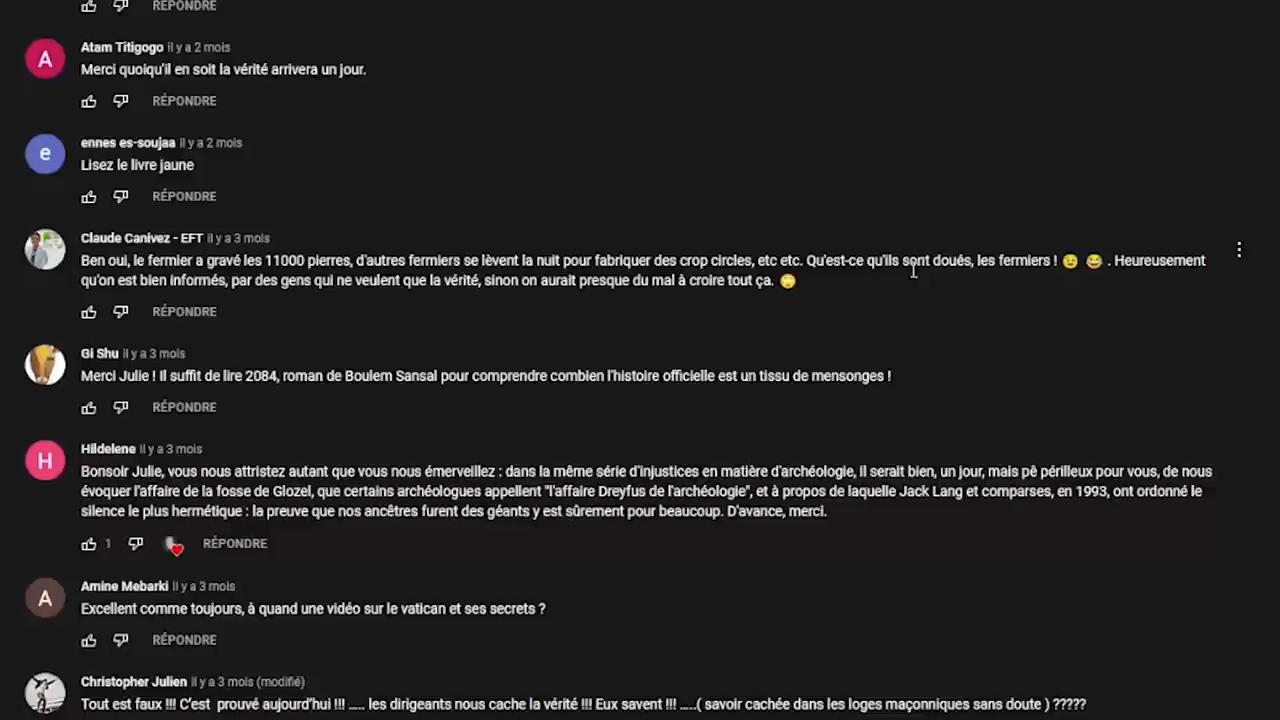 RÉPONDRE
A
Atam Titigogo il y a 2 mois
Merci quoiqu'il en soit la vérité arrivera un jour.
RÉPONDRE
e
ennes es-soujaa il y a 2 mois
Lisez le livre jaune
RÉPONDRE
Claude Canivez - EFT il y a 3 mois
Ben oui, le fermier a gravé les 11000 pierres, d'autres fermiers se lèvent la nuit pour fabriquer des crop circles, etc etc. Qu'est-ce qu'ils sont doués, les fermiers ! 😉 😂 . Heureusement
qu'on est bien informés, par des gens qui ne veulent que la vérité, sinon on aurait presque du mal à croire tout ça. 🙄
RÉPONDRE
Gi Shu il y a 3 mois
Merci Julie ! Il suffit de lire 2084, roman de Boulem Sansal pour comprendre combien l'histoire officielle est un tissu de mensonges !
RÉPONDRE
H
Hildelene il y a 3 mois
Bonsoir Julie, vous nous attristez autant que vous nous émerveillez : dans la même série d'injustices en matière d'archéologie, il serait bien, un jour, mais pê périlleux pour vous, de nous
évoquer l'affaire de la fosse de Glozel, que certains archéologues appellent "l'affaire Dreyfus de l'archéologie", et à propos de laquelle Jack Lang et comparses, en 1993, ont ordonné le
silence le plus hermétique : la preuve que nos ancêtres furent des géants y est sûrement pour beaucoup. D'avance, merci.
1 RÉPONDRE
A
Amine Mebarki il y a 3 mois
Excellent comme toujours, à quand une vidéo sur le vatican et ses secrets ?
RÉPONDRE
Christopher Julien il y a 3 mois (modifié)
Tout est faux !!! C'est prouvé aujourd'hui !!! ..... les dirigeants nous cache la vérité !!! Eux savent !!! .....( savoir cachée dans les loges maçonniques sans doute ) ?????